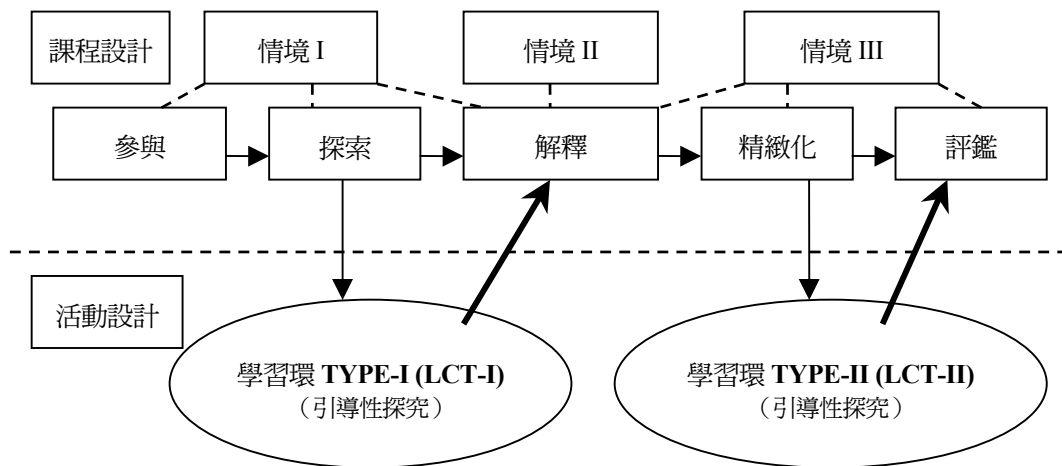 課程設計
情境 I
情境 II
情境 III
參與
探索
解釋
精緻化
評鑑
活動設計
學習環 TYPE-I (LCT-I)
（引導性探究）
學習環 TYPE-II (LCT-II)
（引導性探究）